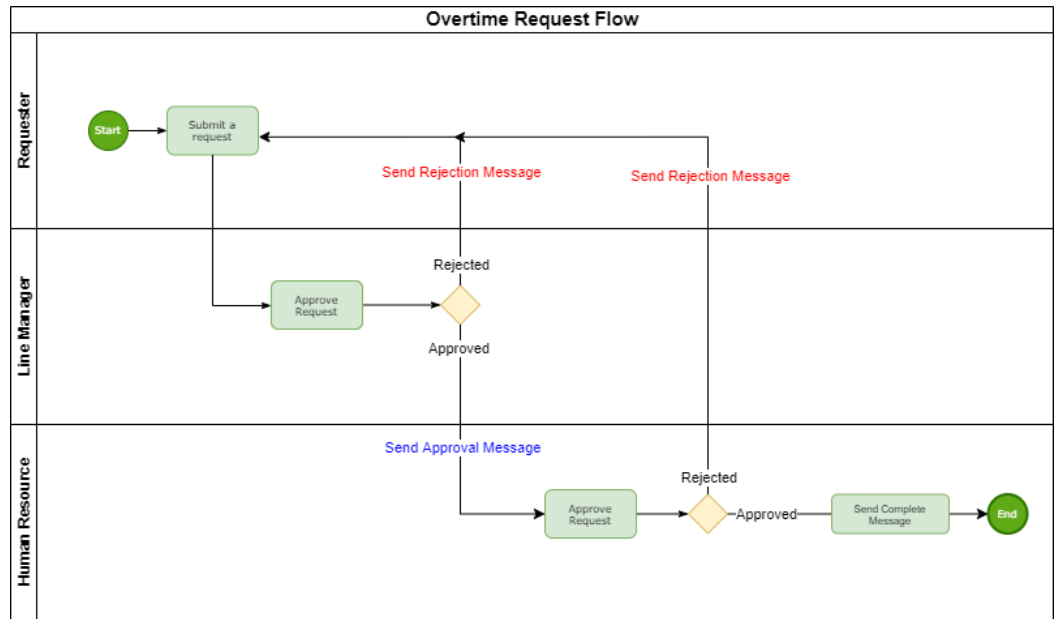 Overtime Request Flow
Requester
Start
Submit a
request
Send Rejection Message
Send Rejection Message
Line Manager
Rejected
Approve
Request
Approved
Human Resource
Send Approval Message
Rejected
Approve
Request
Approved
Send Complete
Message
End